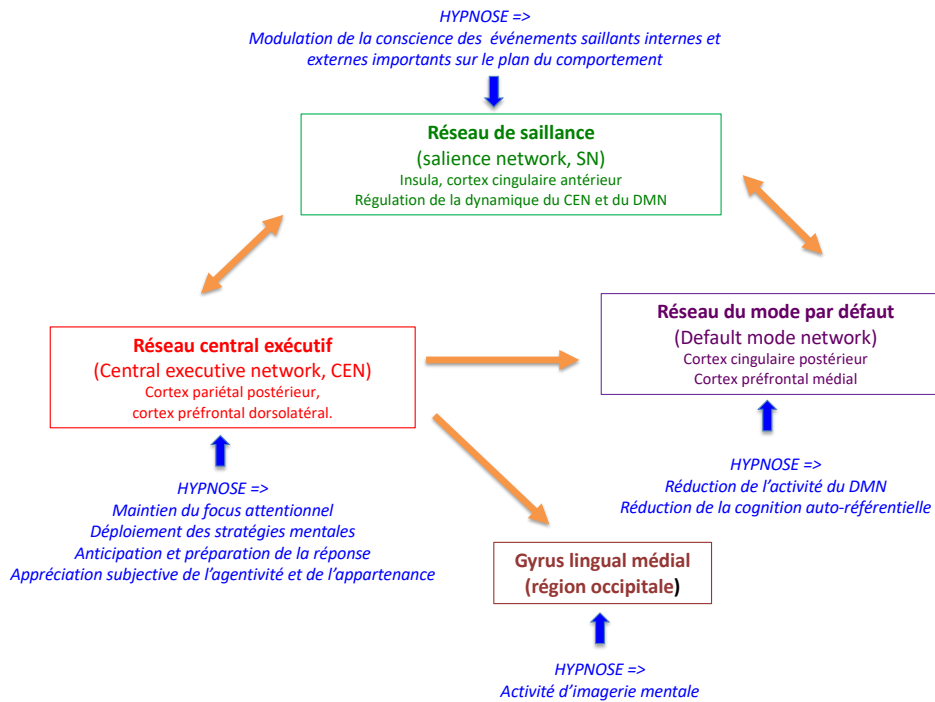 HYPNOSE =>
Modulation de la conscience des événements saillants internes et
externes importants sur le plan du comportement
Réseau de saillance
(salience network, SN)
Insula, cortex cingulaire antérieur
Régulation de la dynamique du CEN et du DMN
Réseau central exécutif
(Central executive network, CEN)
Cortex pariétal postérieur,
cortex préfrontal dorsolatéral.
Réseau du mode par défaut
(Default mode network)
Cortex cingulaire postérieur
Cortex préfrontal médial
HYPNOSE =>
Maintien du focus attentionnel
Déploiement des stratégies mentales
Anticipation et préparation de la réponse
Appréciation subjective de l’agentivité et de l’appartenance
HYPNOSE =>
Réduction de l’activité du DMN
Réduction de la cognition auto-référentielle
Gyrus lingual médial
(région occipitale)
HYPNOSE =>
Activité d’imagerie mentale